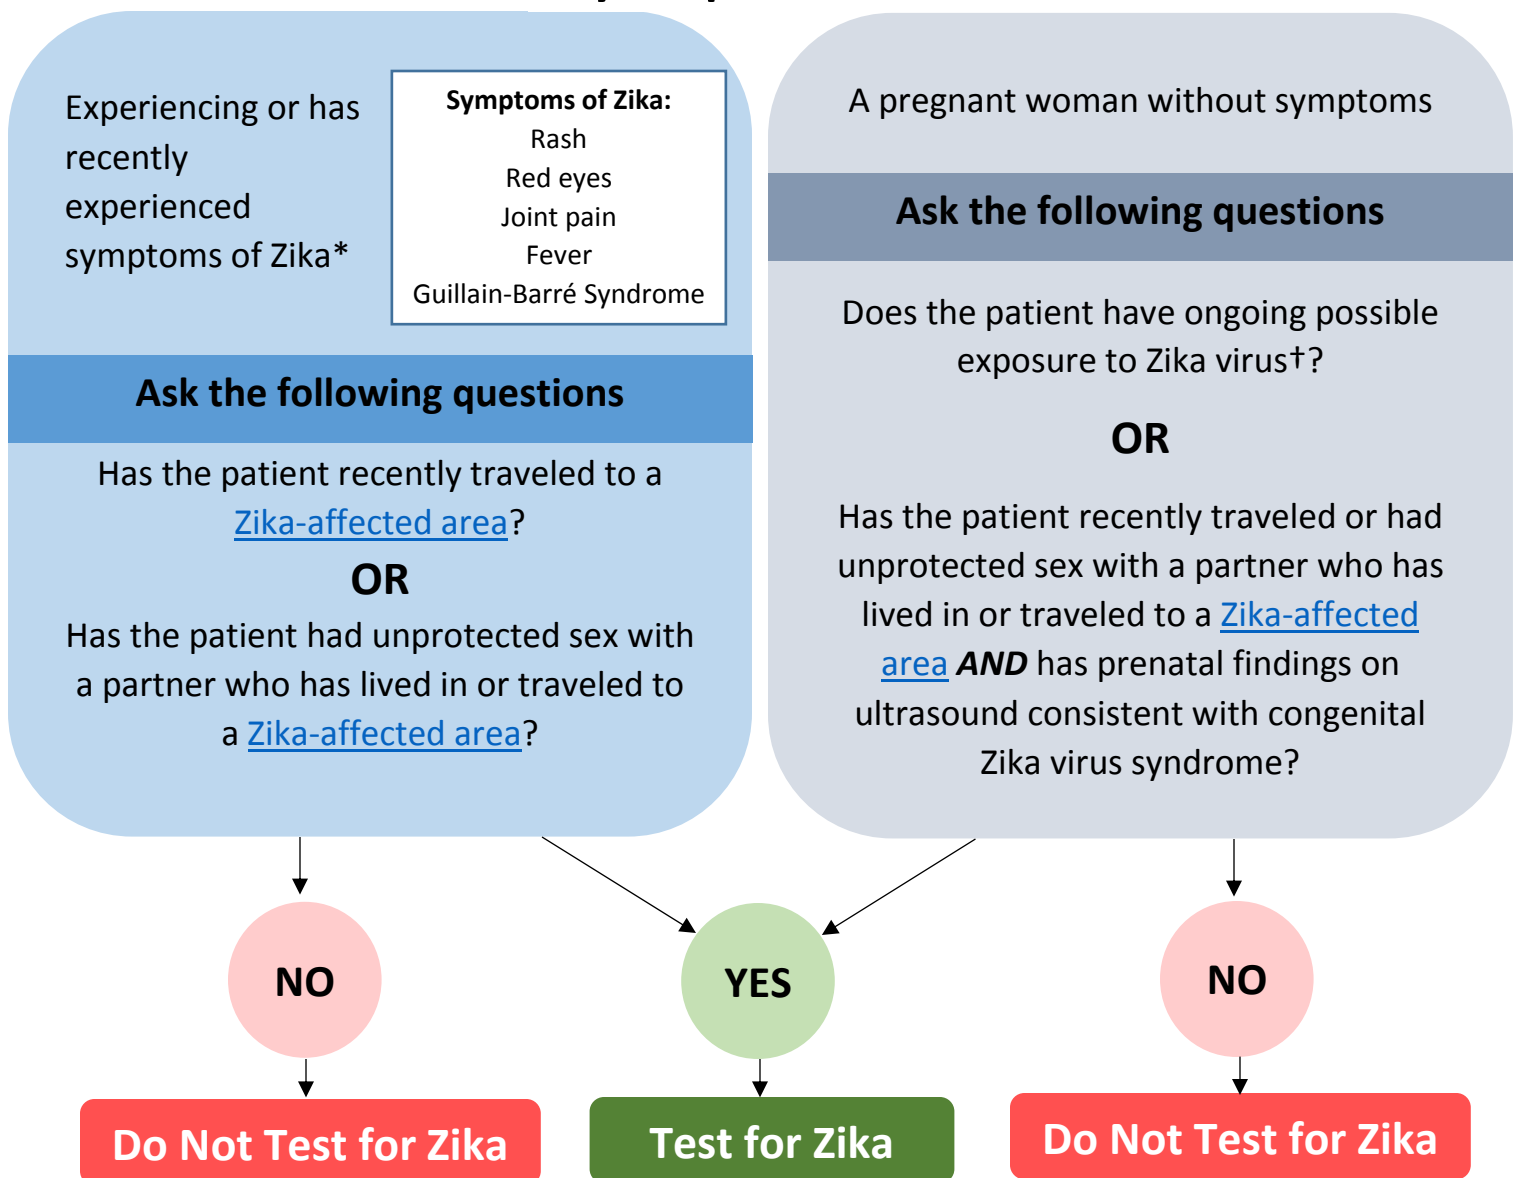 Experiencing or has
recently
experienced
symptoms of Zika*
Symptoms of Zika:
Rash
Red eyes
Joint pain
Fever
Guillain-Barré Syndrome
Ask the following questions
Has the patient recently traveled to a
Zika-affected area?
OR
Has the patient had unprotected sex with
a partner who has lived in or traveled to
a Zika-affected area?
A pregnant woman without symptoms
Ask the following questions
Does the patient have ongoing possible
exposure to Zika virus†?
OR
Has the patient recently traveled or had
unprotected sex with a partner who has
lived in or traveled to a Zika-affected
area AND has prenatal findings on
ultrasound consistent with congenital
Zika virus syndrome?
NO
YES
NO
Do Not Test for Zika
Test for Zika
Do Not Test for Zika